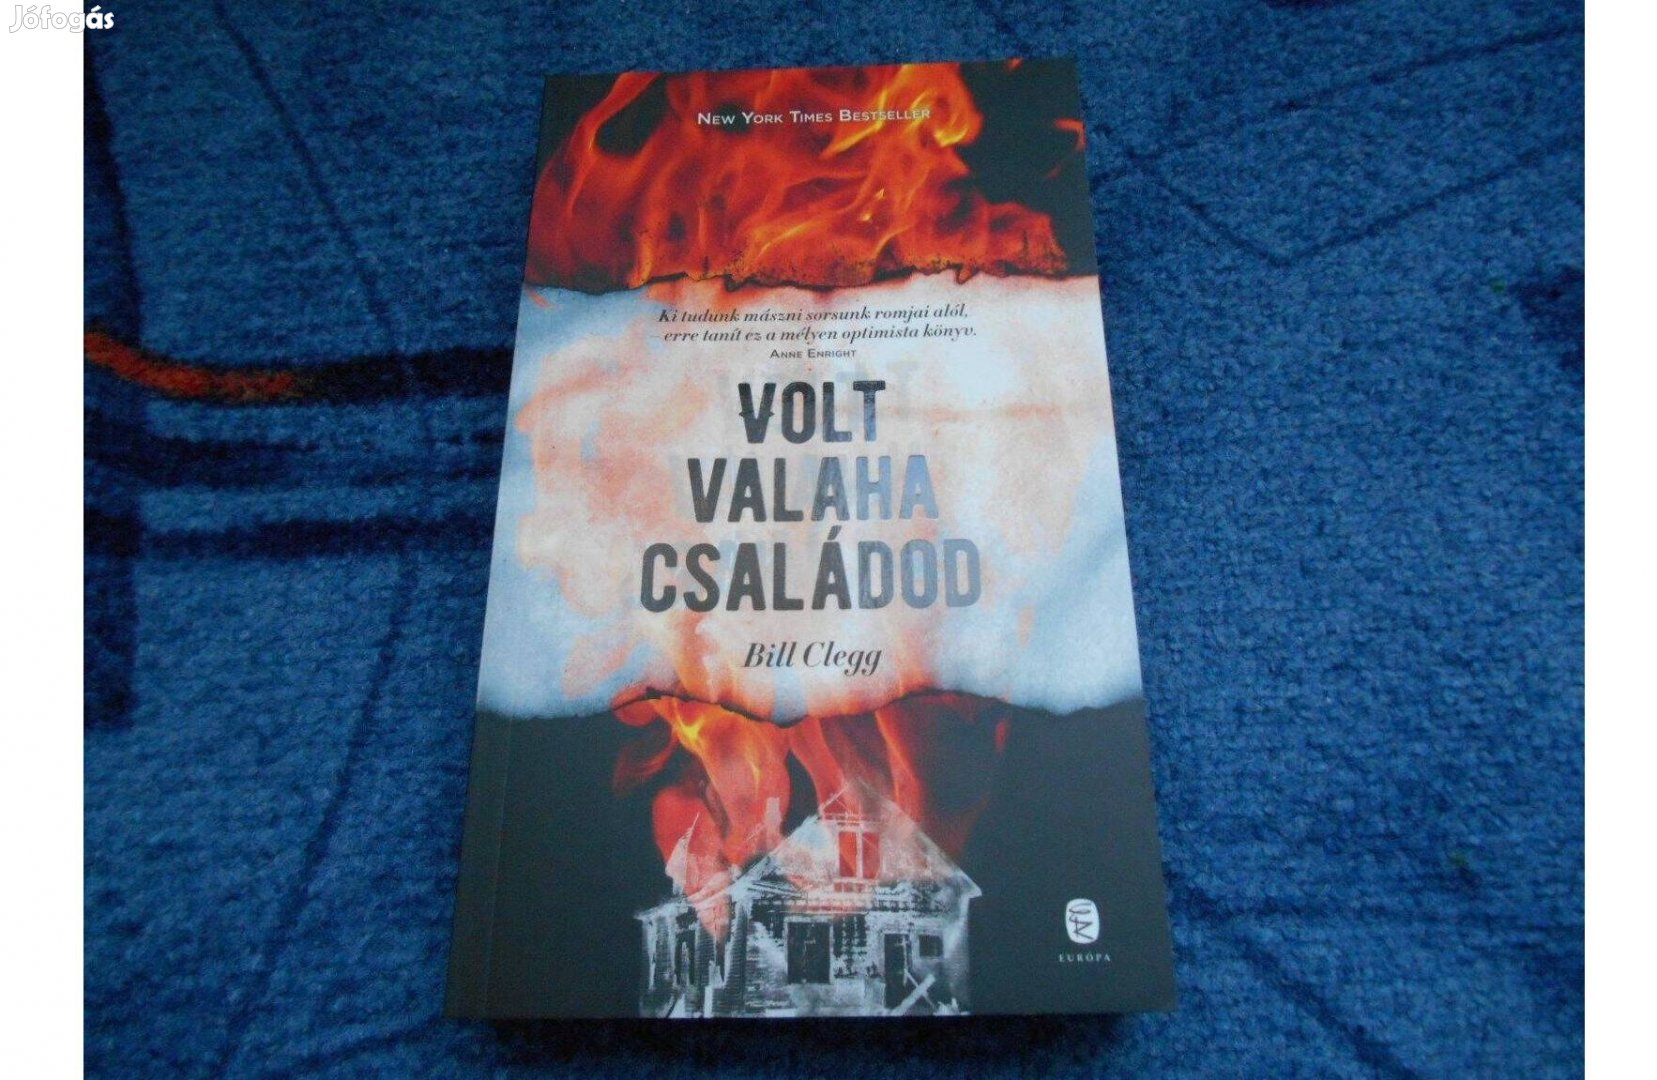 Jófogás
New York Times Bestseller
Ki tudunk mászni sorsunk romjai alól,
– erre tanít ez a mélyen optimista könyv.
Anne Enright
VOLT
VALAHA
CSALÁDOD
Bill Clegg
EURÓPA